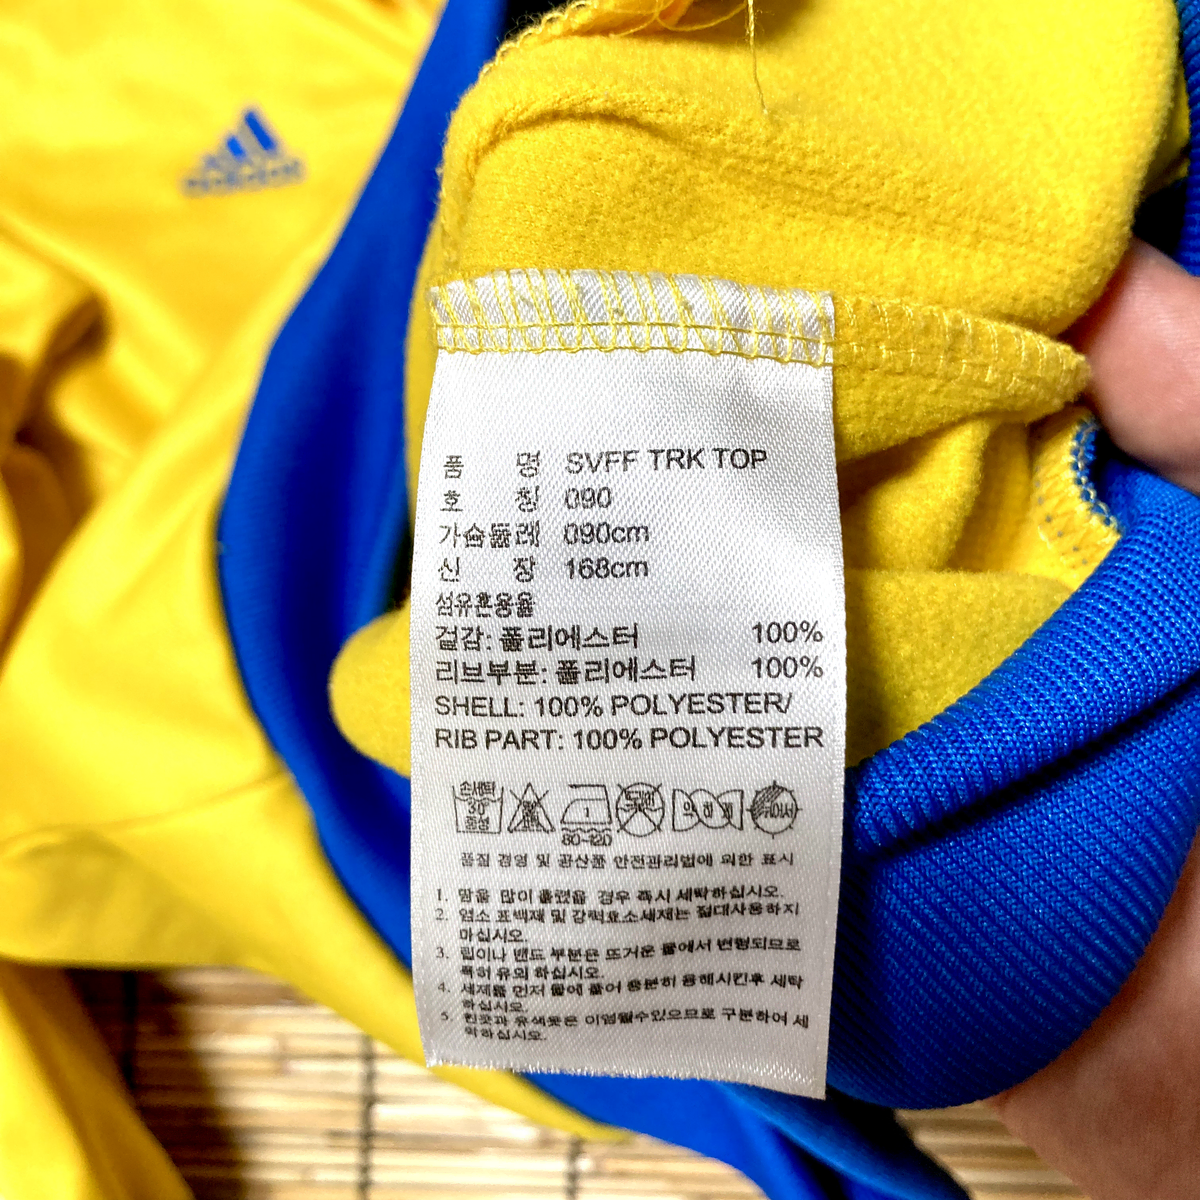 adidas
품 명 SVFF TRK TOP
호 칭 090
가슴둘레 090cm
신 장 168cm
섬유혼용율
겉감: 폴리에스터 100%
리브부분: 폴리에스터 100%
SHELL: 100% POLYESTER/
RIB PART: 100% POLYESTER
손세탁
30
중성
1
80~120
품질 경영 및 공산품 안전관리법에 의한 표시
1. 땀을 많이 흘렸을 경우 즉시 세탁하십시오.
2. 염소 표백제 및 강력효소세제는 절대사용하지
마십시오.
3. 립이나 밴드 부분은 뜨거운 물에서 변형되므로
특히 유의 하십시오.
4. 세제를 먼저 물에 풀어 충분히 용해시킨후 세탁
하십시오.
5. 흰옷과 유색옷은 이염될수있으므로 구분하여 세
탁하십시오.